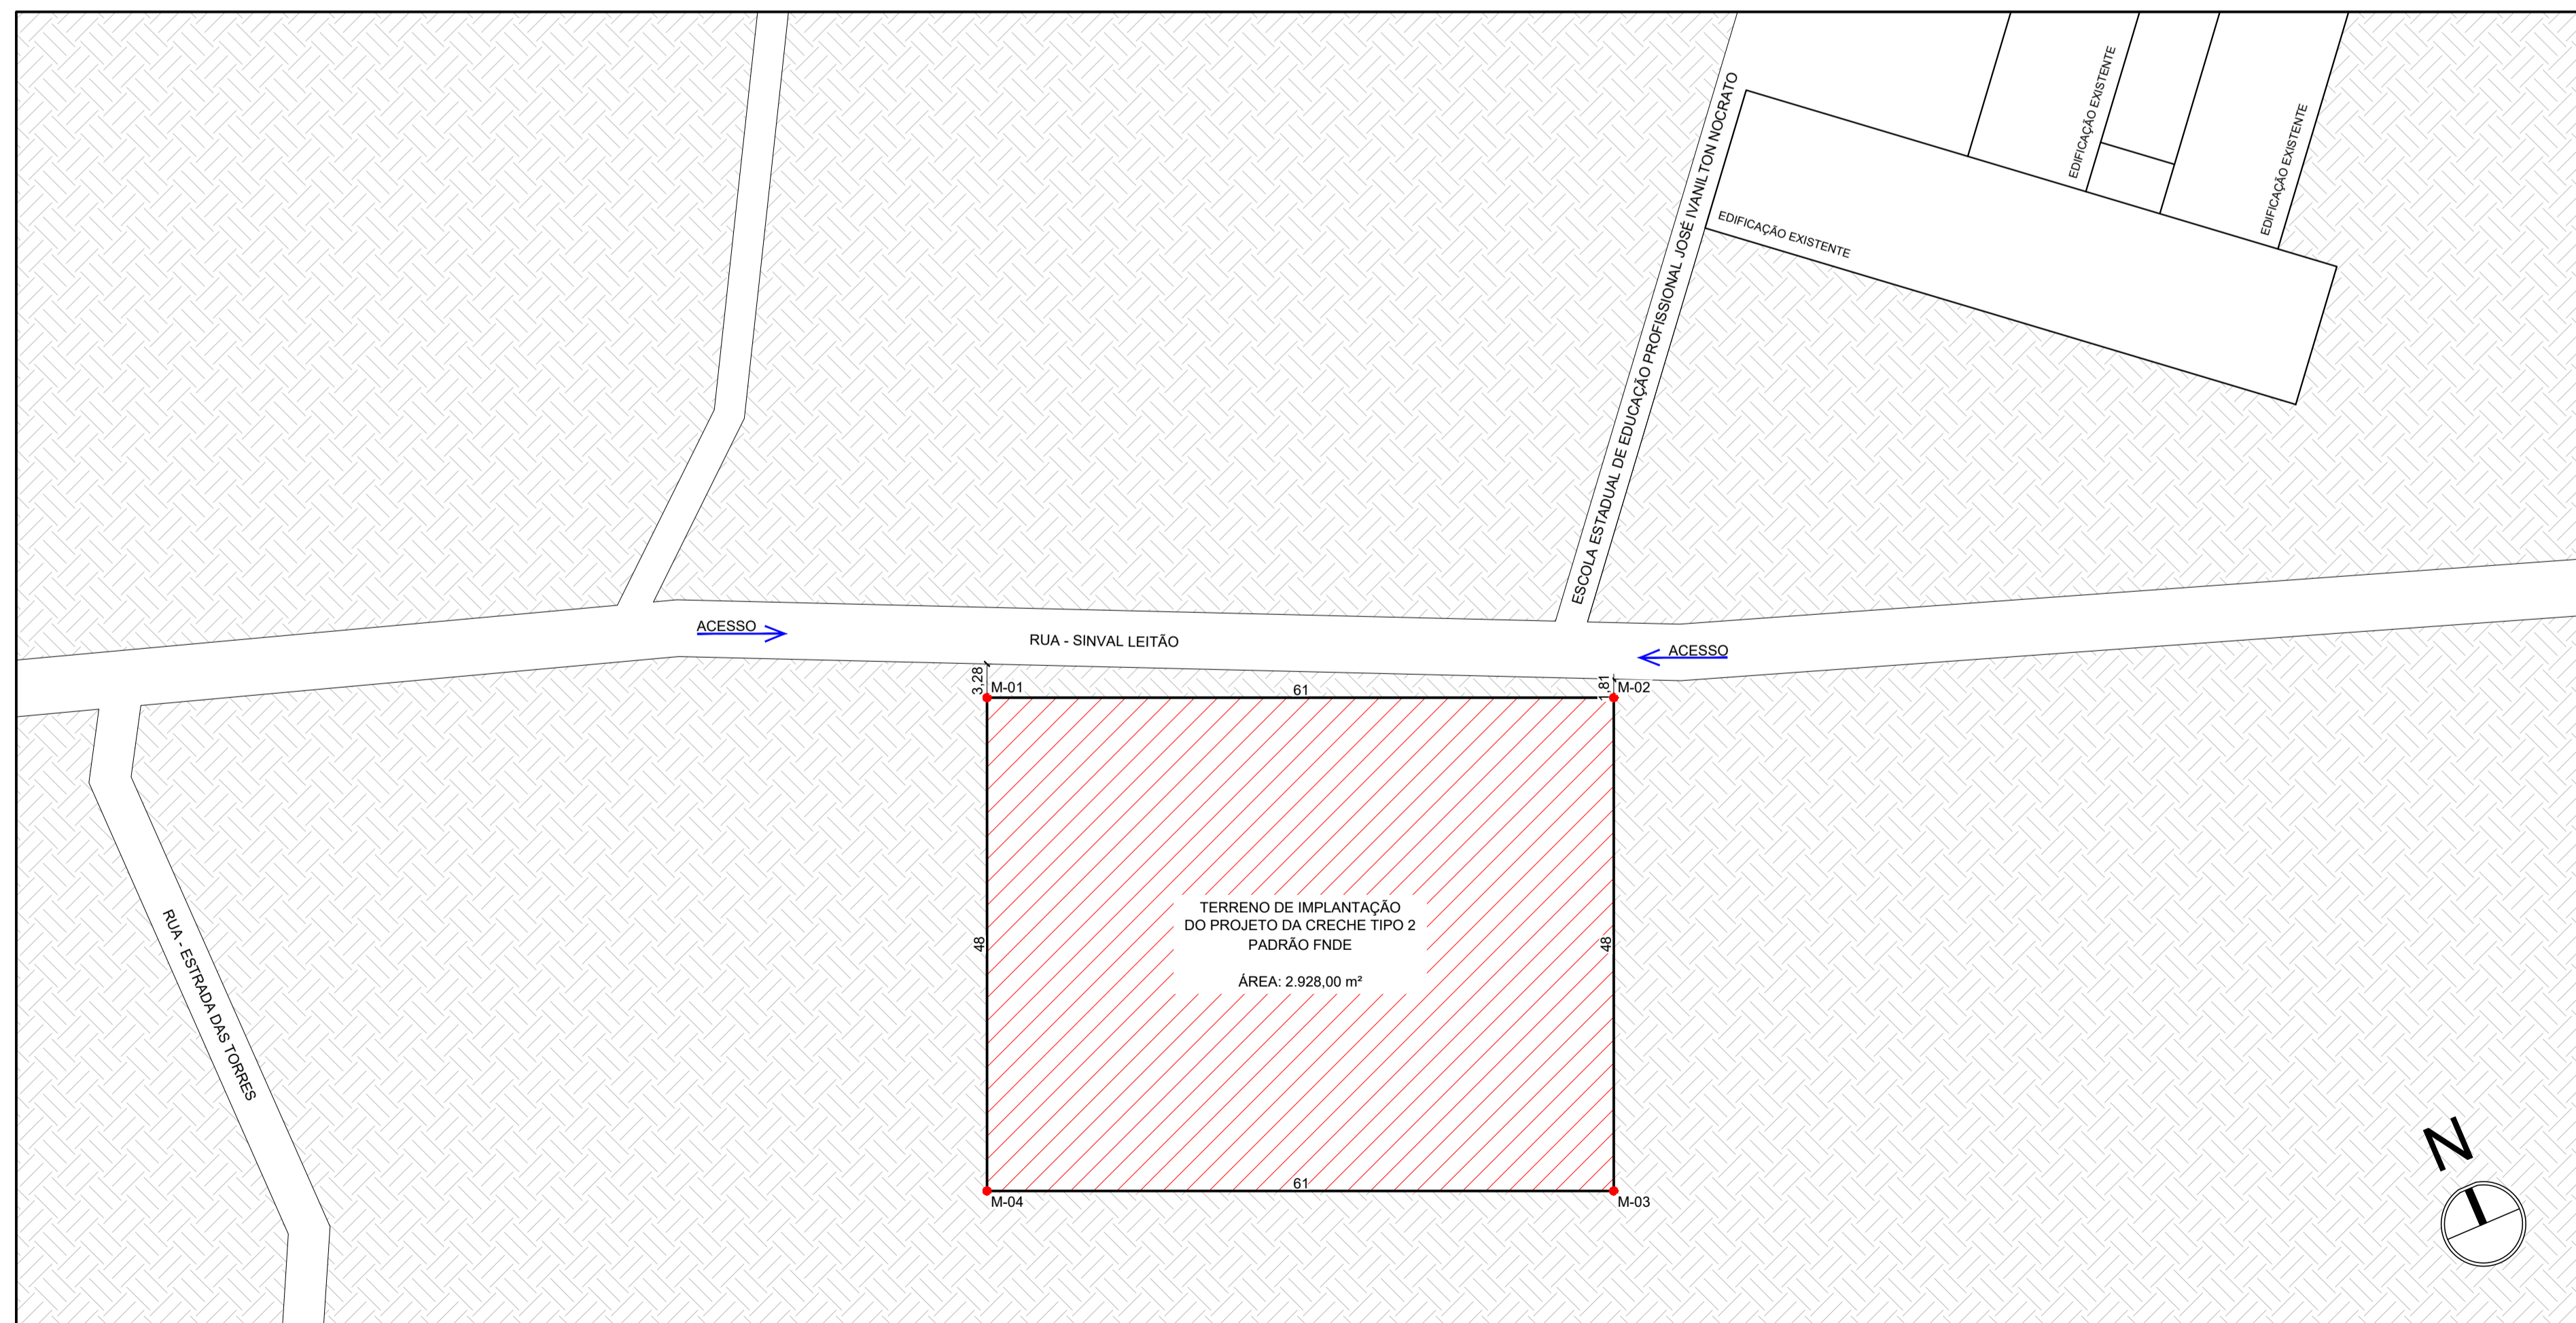 EDIFICAÇÃO EXISTENTE
EDIFICAÇÃO EXISTENTE
EDIFICAÇÃO EXISTENTE
ESCOLA ESTADUAL DE EDUCAÇÃO PROFISSIONAL JOSÉ IVANILTON NOCRATO
ACESSO
RUA - SINVAL LEITÃO
ACESSO
3,28
M-01
61
1,81
M-02
48
TERRENO DE IMPLANTAÇÃO
DO PROJETO DA CRECHE TIPO 2
PADRÃO FNDE
ÁREA: 2.928,00 m²
48
RUA - ESTRADA DAS TORRES
61
M-04
M-03
N